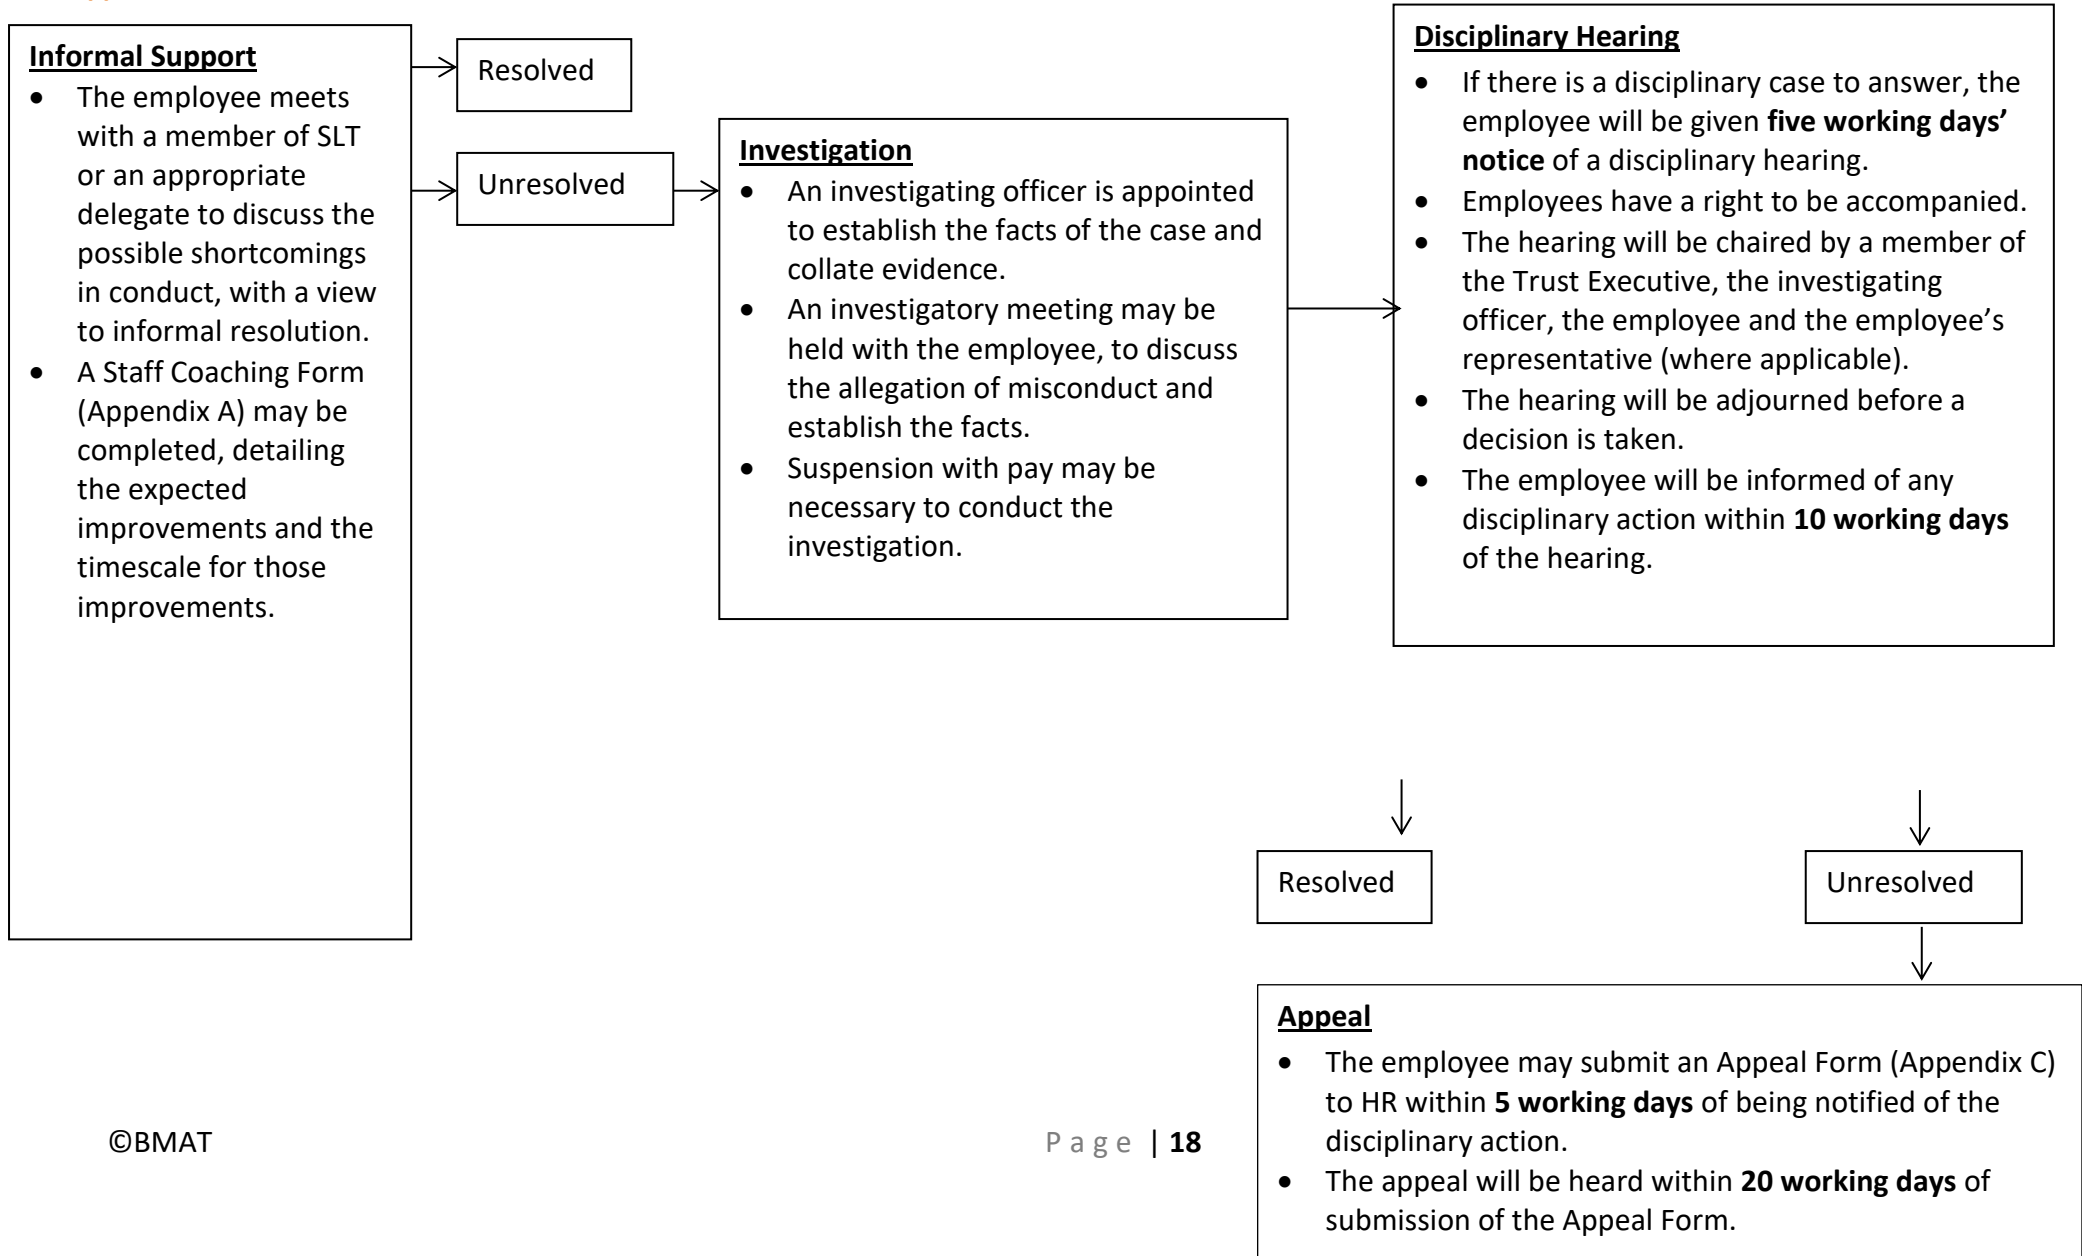 Informal Support
• The employee meets
with a member of SLT
or an appropriate
delegate to discuss the
possible shortcomings
in conduct, with a view
to informal resolution.
• A Staff Coaching Form
(Appendix A) may be
completed, detailing
the expected
improvements and the
timescale for those
improvements.
Resolved
Unresolved
Investigation
• An investigating officer is appointed
to establish the facts of the case and
collate evidence.
• An investigatory meeting may be
held with the employee, to discuss
the allegation of misconduct and
establish the facts.
• Suspension with pay may be
necessary to conduct the
investigation.
Disciplinary Hearing
• If there is a disciplinary case to answer, the
employee will be given five working days’
notice of a disciplinary hearing.
• Employees have a right to be accompanied.
• The hearing will be chaired by a member of
the Trust Executive, the investigating
officer, the employee and the employee’s
representative (where applicable).
• The hearing will be adjourned before a
decision is taken.
• The employee will be informed of any
disciplinary action within 10 working days
of the hearing.
Resolved
Unresolved
Appeal
• The employee may submit an Appeal Form (Appendix C)
to HR within 5 working days of being notified of the
disciplinary action.
• The appeal will be heard within 20 working days of
submission of the Appeal Form.
©BMAT
Page | 18